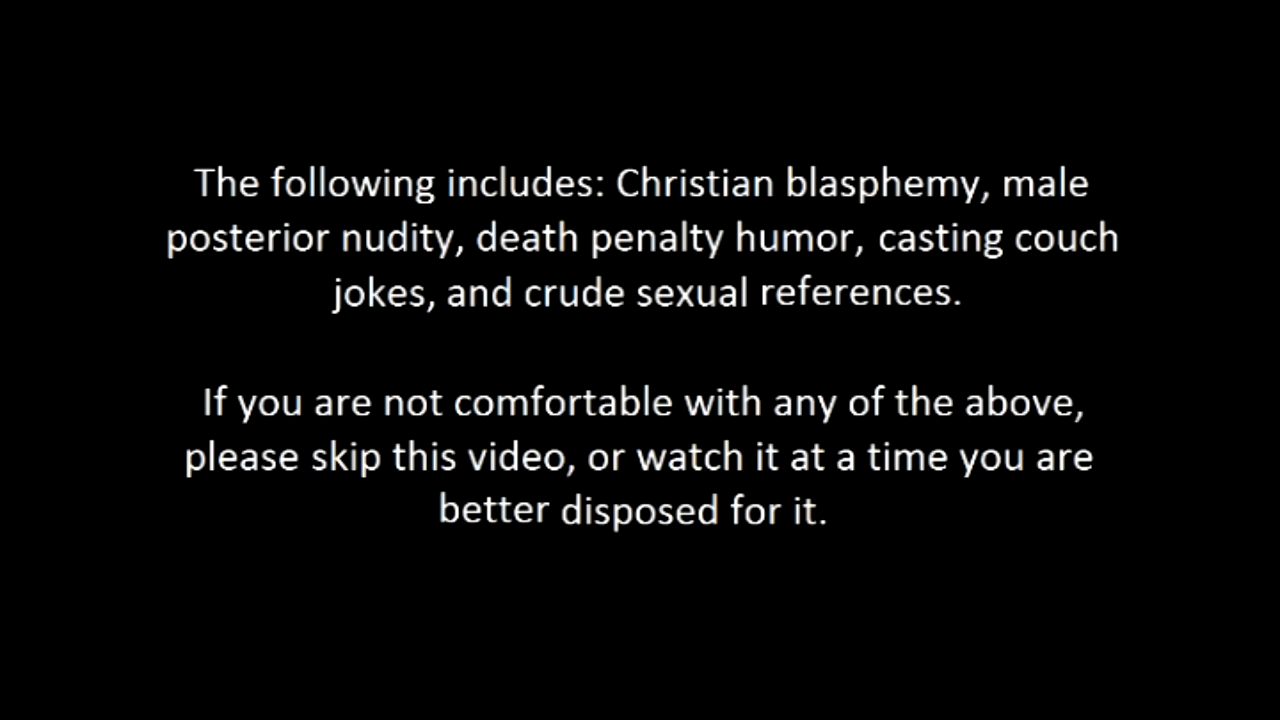 The following includes: Christian blasphemy, male
posterior nudity, death penalty humor, casting couch
jokes, and crude sexual references.
If you are not comfortable with any of the above,
please skip this video, or watch it at a time you are
better disposed for it.